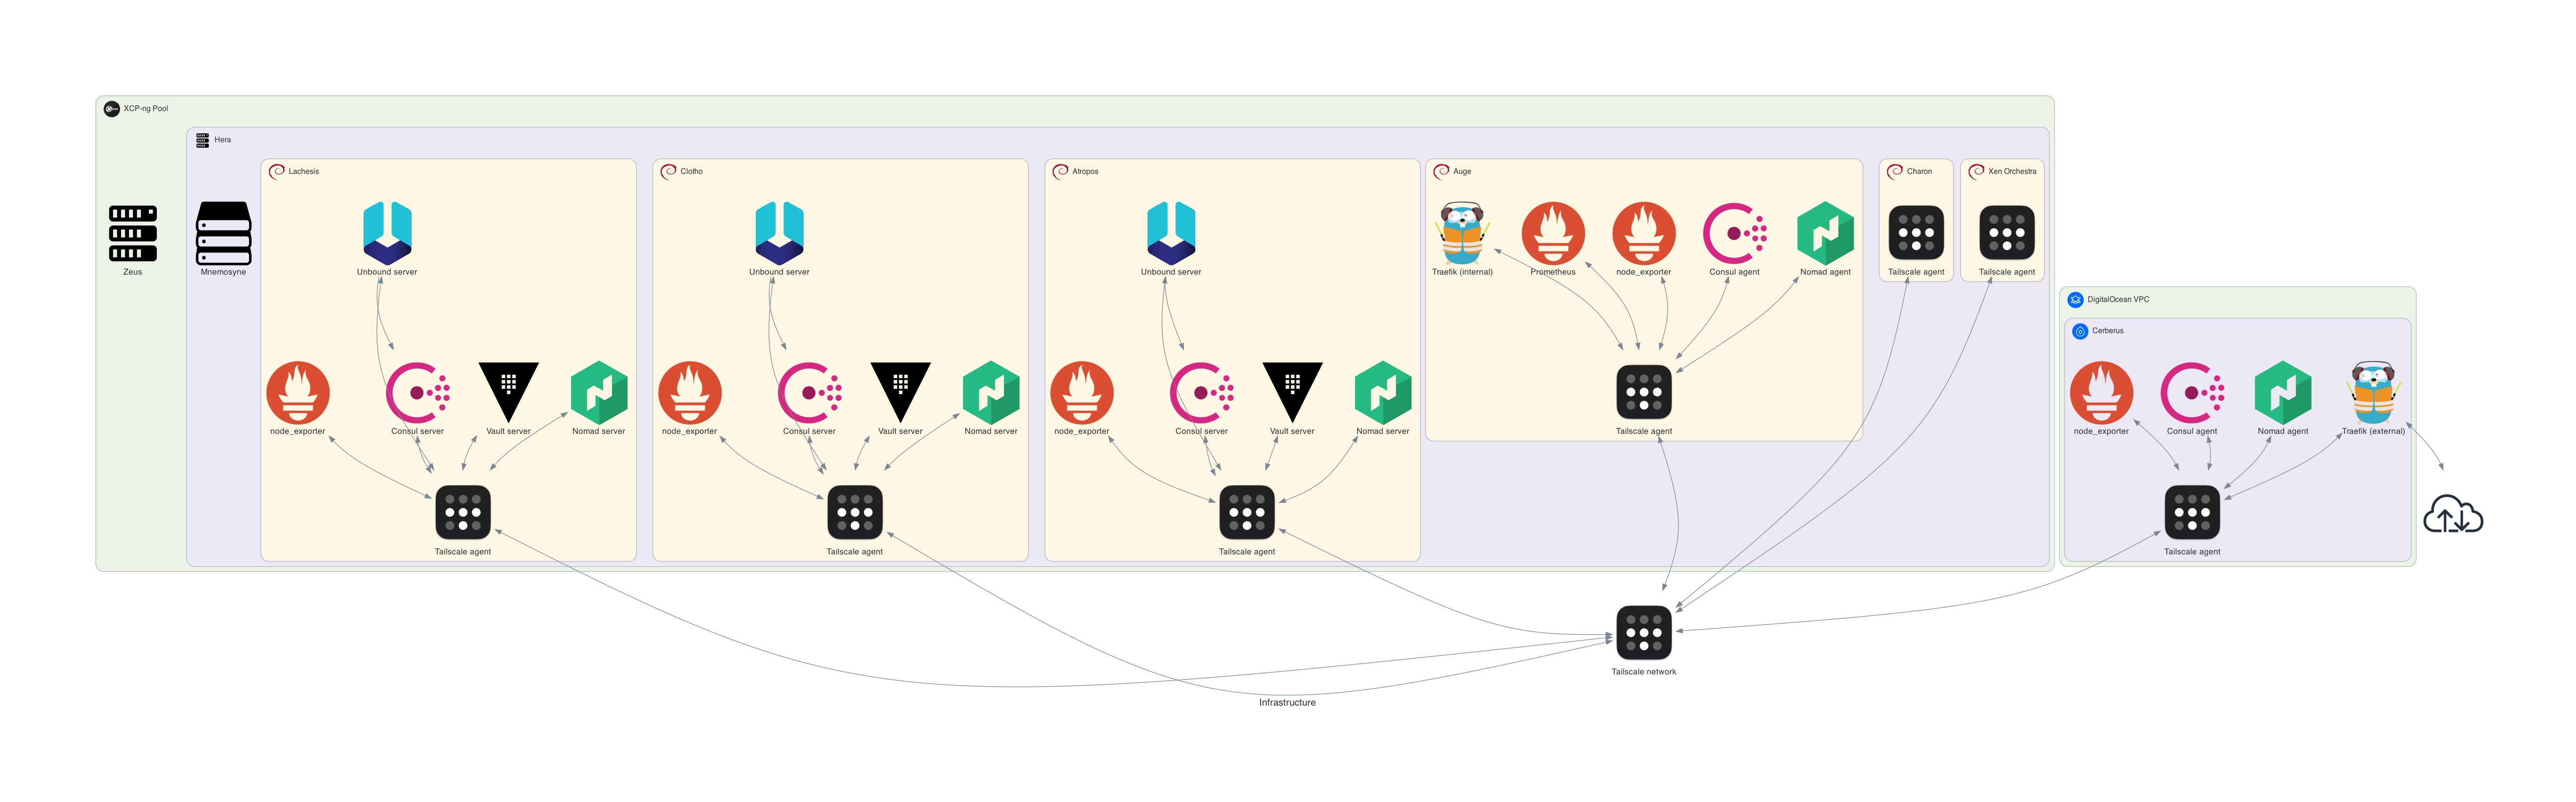 XCP-ng Pool
Hera
Lachesis
Clotho
Atropos
Auge
Charon
Xen Orchestra
Zeus
Mnemosyne
Unbound server
Unbound server
Unbound server
Traefik (internal)
Prometheus
node_exporter
Consul agent
Nomad agent
Tailscale agent
Tailscale agent
DigitalOcean VPC
Cerberus
node_exporter
Consul server
Vault server
Nomad server
node_exporter
Consul server
Vault server
Nomad server
node_exporter
Consul server
Vault server
Nomad server
Tailscale agent
node_exporter
Consul agent
Nomad agent
Traefik (external)
Tailscale agent
Tailscale agent
Tailscale agent
Tailscale agent
Tailscale network
Infrastructure